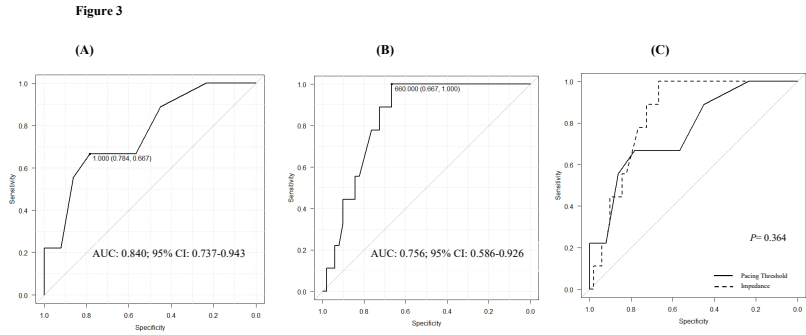 Figure 3
(A)
(B)
(C)
1.0
0.8
0.6
0.4
0.2
0.0
Sensitivity
1.000 (0.784, 0.667)
AUC: 0.840; 95% CI: 0.737-0.943
1.0 0.8 0.6 0.4 0.2 0.0
Specificity
1.0
0.8
0.6
0.4
0.2
0.0
Sensitivity
660.000 (0.667, 1.000)
AUC: 0.756; 95% CI: 0.586-0.926
1.0 0.8 0.6 0.4 0.2 0.0
Specificity
1.0
0.8
0.6
0.4
0.2
0.0
Sensitivity
P= 0.364
Pacing Threshold
Impedance
1.0 0.8 0.6 0.4 0.2 0.0
Specificity